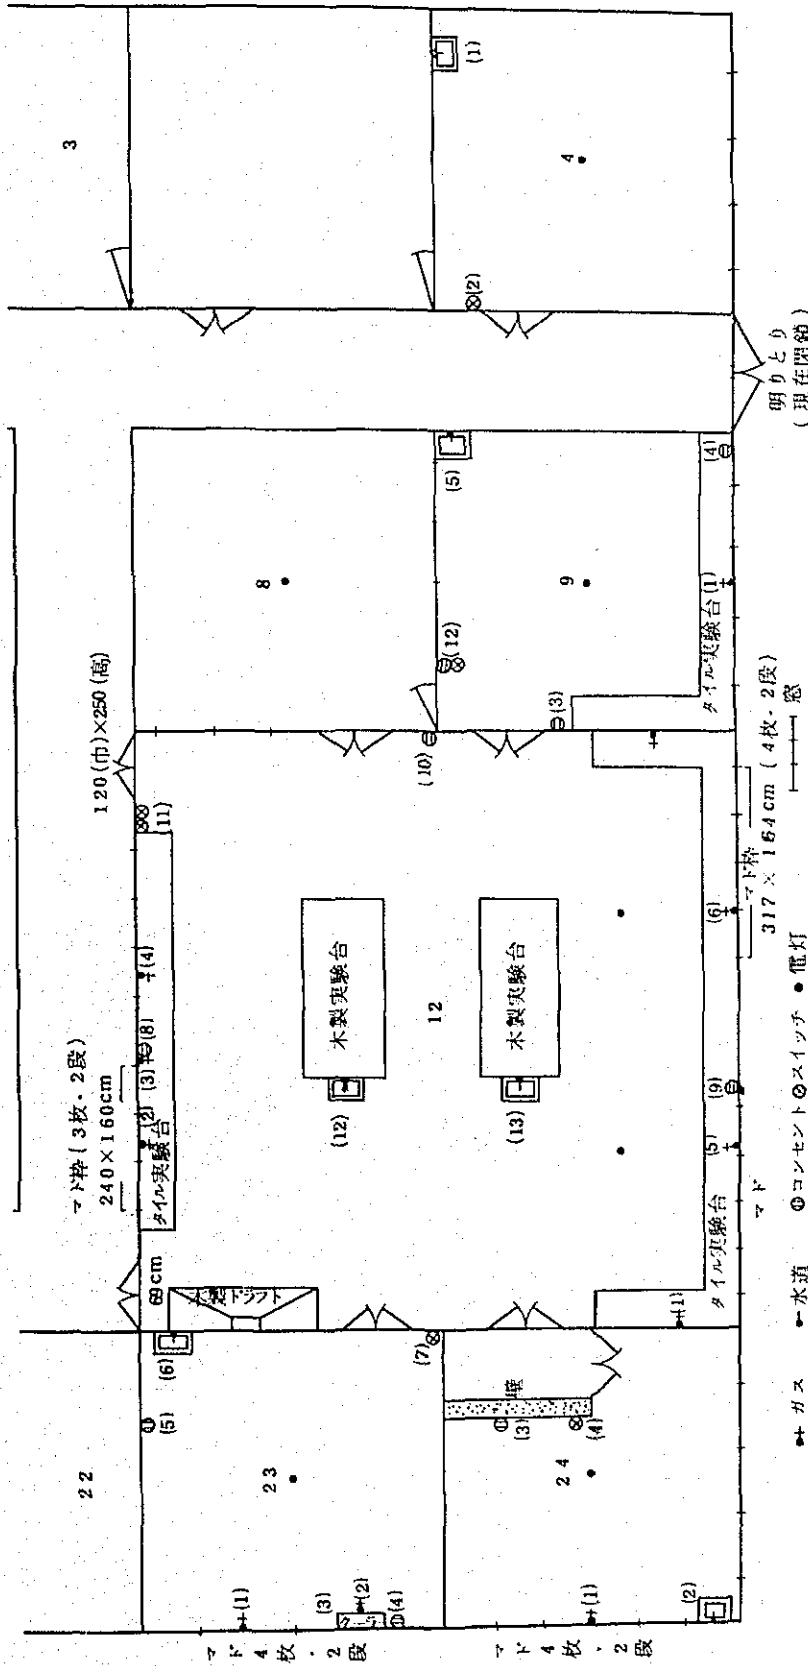 22
23
24
12
8
9
3
4
マド枠(3枚・2段)
240×160cm
120(巾)×250(高)
タイル実験台
(2)
(3)
(8)
(4)
(11)
60cm
木製ドラフト
(5)
(6)
(7)
(1)
(3)
クーラ
(2)
(4)
マド4枚・2段
壁
(3)
(4)
(1)
(2)
マド4枚・2段
木製実験台
(12)
木製実験台
(13)
(10)
(1)
タイル実験台
(5)
(9)
(6)
マド
マド枠
317×164cm(4枚・2段)
(12)
(3)
(5)
タイル実験台
(1)
(4)
(1)
(2)
明りとり
(現在閉鎖)
ガス
水道
コンセント
スイッチ
電灯
窓